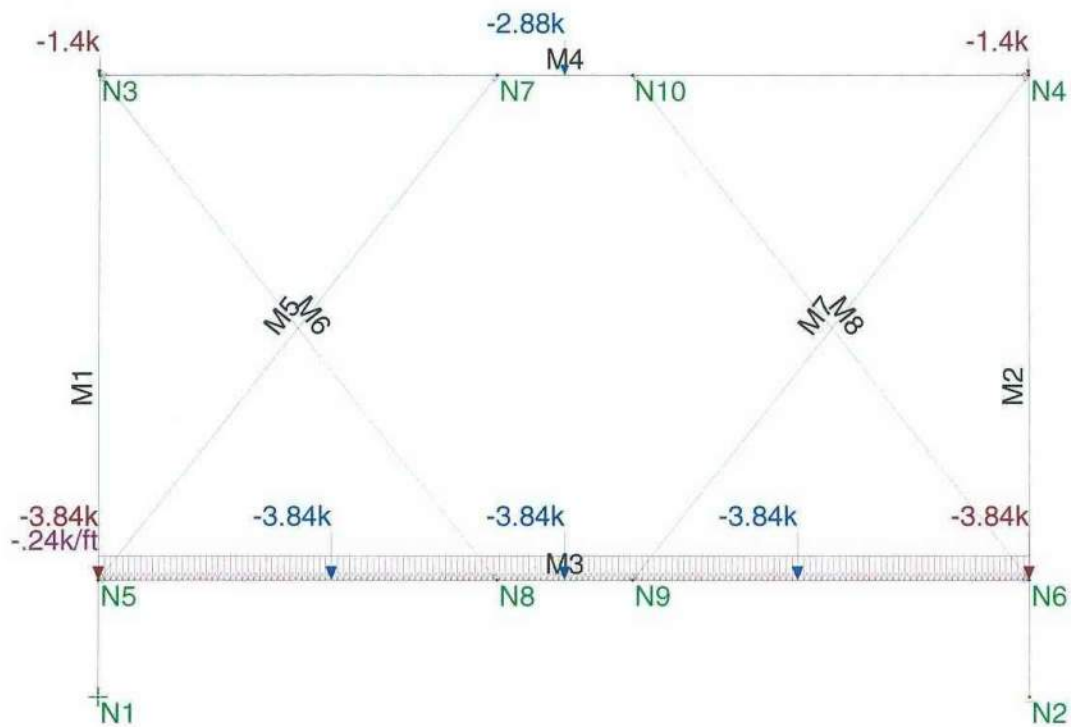 -2.88k
-1.4k M4 -1.4k
N3 N7 N10 N4
M5 M6 M7 M8
M1 M2
-3.84k -3.84k -3.84k -3.84k -3.84k
-.24k/ft
M3
N5 N8 N9 N6
N1 N2